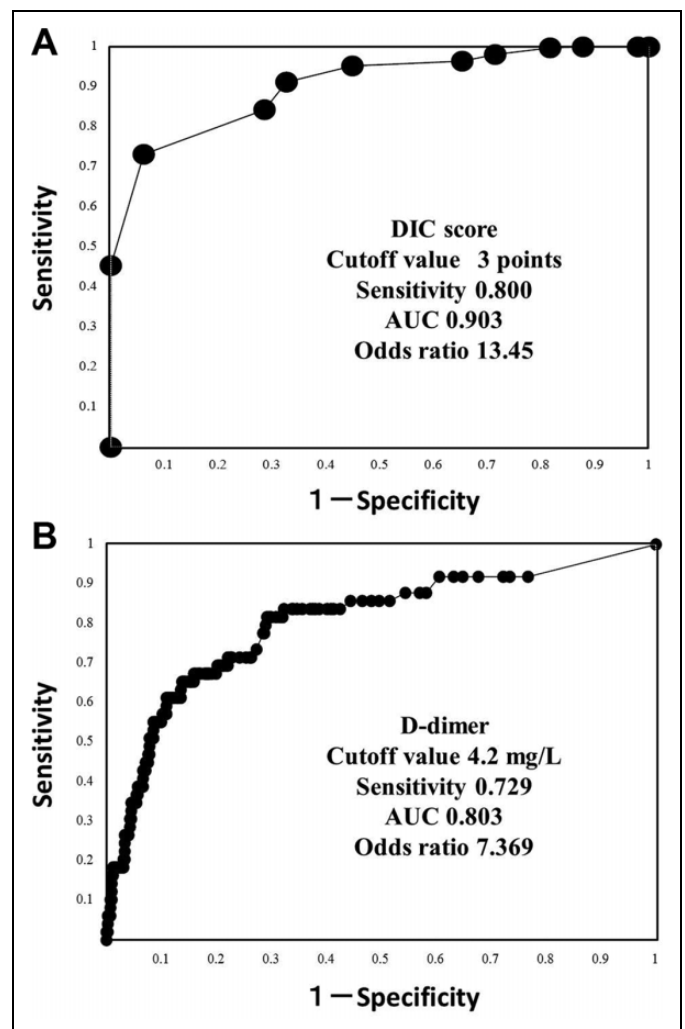 A
1
0.9
0.8
0.7
0.6
0.5
0.4
0.3
0.2
0.1
Sensitivity
DIC score
Cutoff value 3 points
Sensitivity 0.800
AUC 0.903
Odds ratio 13.45
0.1 0.2 0.3 0.4 0.5 0.6 0.7 0.8 0.9 1
1－Specificity
B
1
0.9
0.8
0.7
0.6
0.5
0.4
0.3
0.2
0.1
Sensitivity
D-dimer
Cutoff value 4.2 mg/L
Sensitivity 0.729
AUC 0.803
Odds ratio 7.369
0.1 0.2 0.3 0.4 0.5 0.6 0.7 0.8 0.9 1
1－Specificity